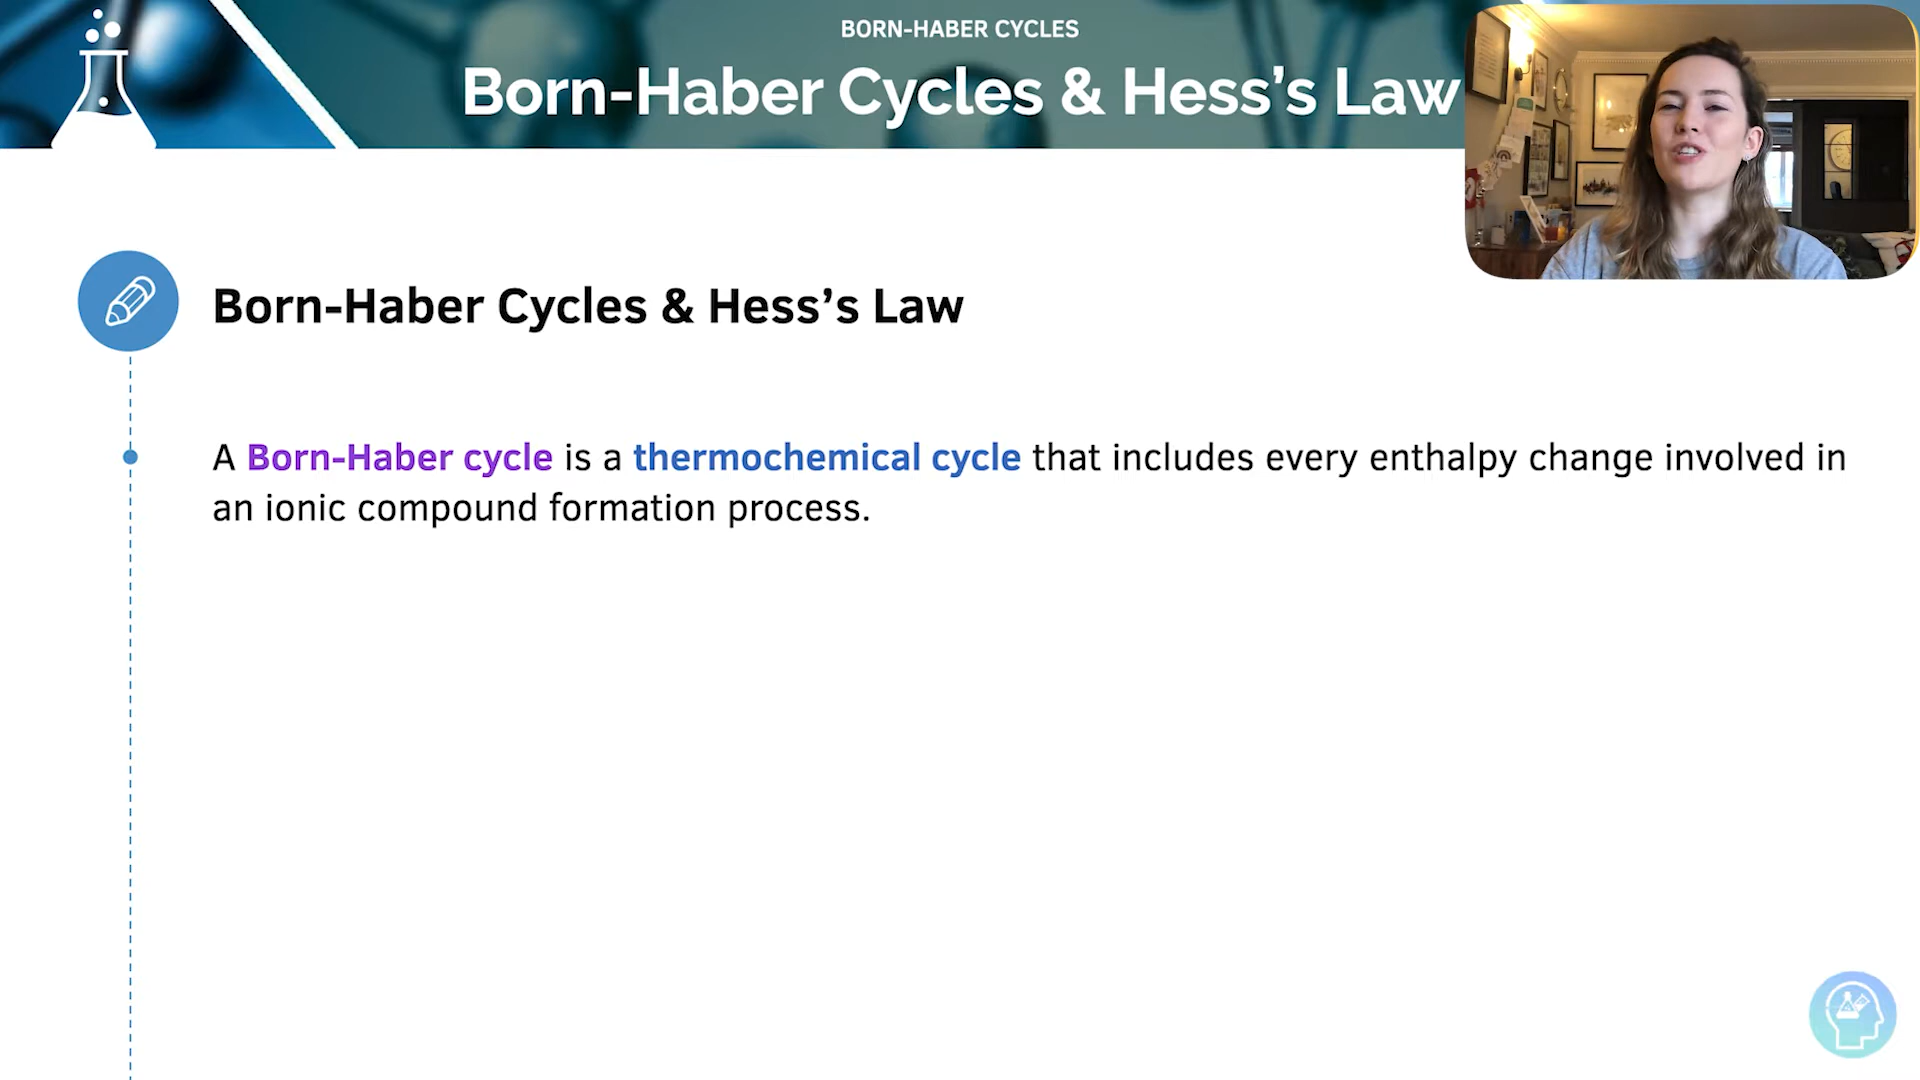 BORN-HABER CYCLES
Born-Haber Cycles & Hess’s Law
Born-Haber Cycles & Hess’s Law
A Born-Haber cycle is a thermochemical cycle that includes every enthalpy change involved in
an ionic compound formation process.